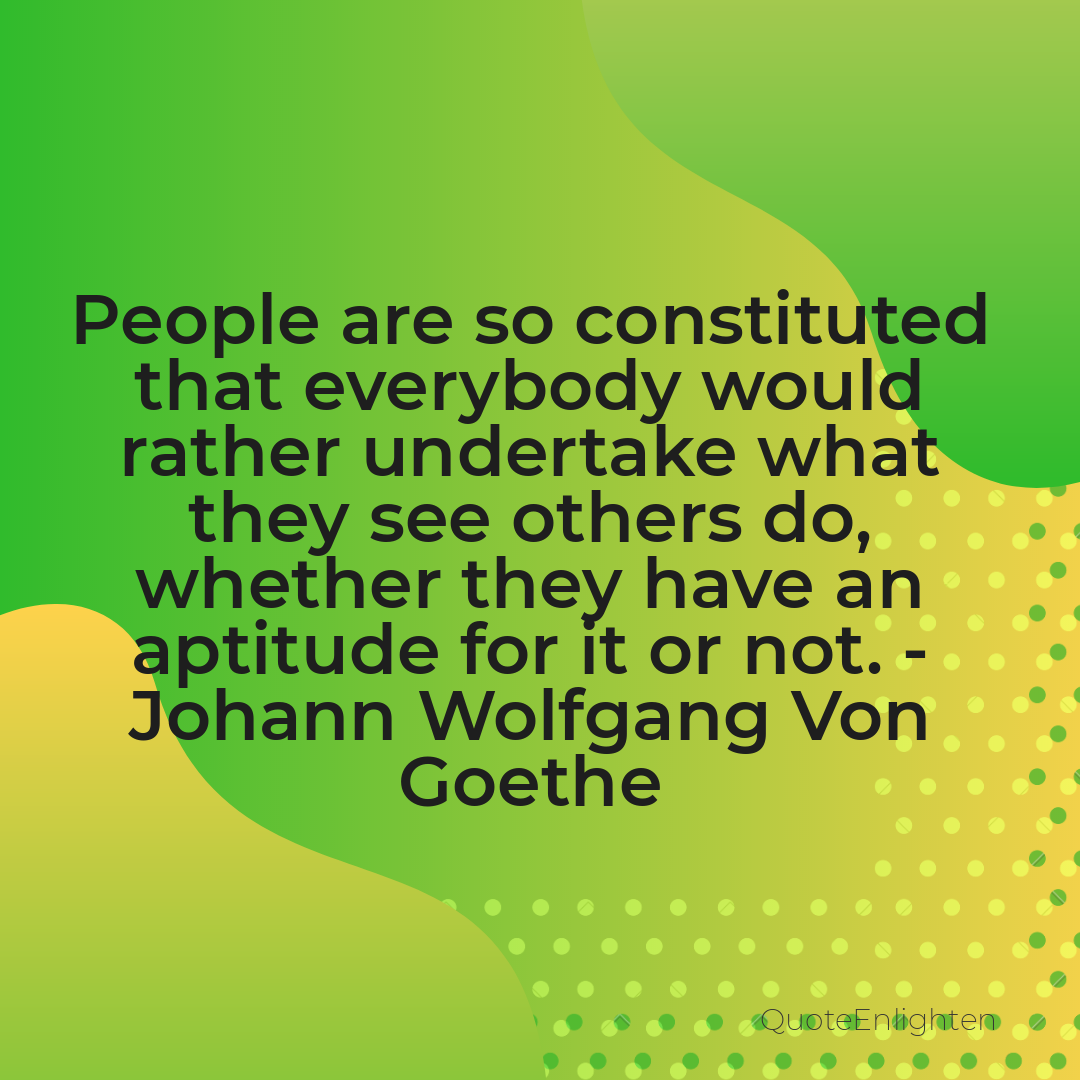 People are so constituted
that everybody would
rather undertake what
they see others do,
whether they have an
aptitude for it or not. -
Johann Wolfgang Von
Goethe
QuoteEnlighten